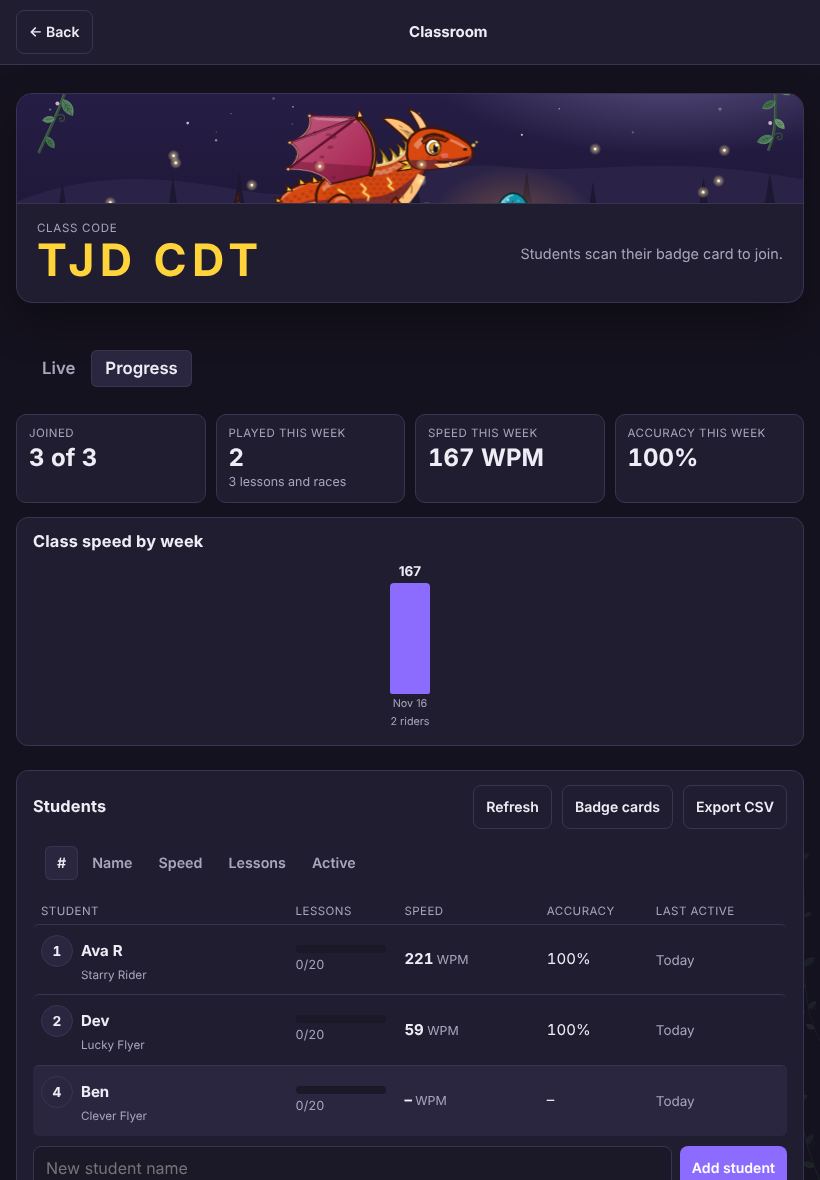 ← Back
Classroom
CLASS CODE
TJD CDT
Students scan their badge card to join.
Live
Progress
JOINED
3 of 3
PLAYED THIS WEEK
2
3 lessons and races
SPEED THIS WEEK
167 WPM
ACCURACY THIS WEEK
100%
Class speed by week
167
Nov 16
2 riders
Students
Refresh
Badge cards
Export CSV
# Name Speed Lessons Active
STUDENT LESSONS SPEED ACCURACY LAST ACTIVE
1 Ava R
Starry Rider
0/20
221 WPM
100%
Today
2 Dev
Lucky Flyer
0/20
59 WPM
100%
Today
4 Ben
Clever Flyer
0/20
– WPM
–
Today
New student name
Add student